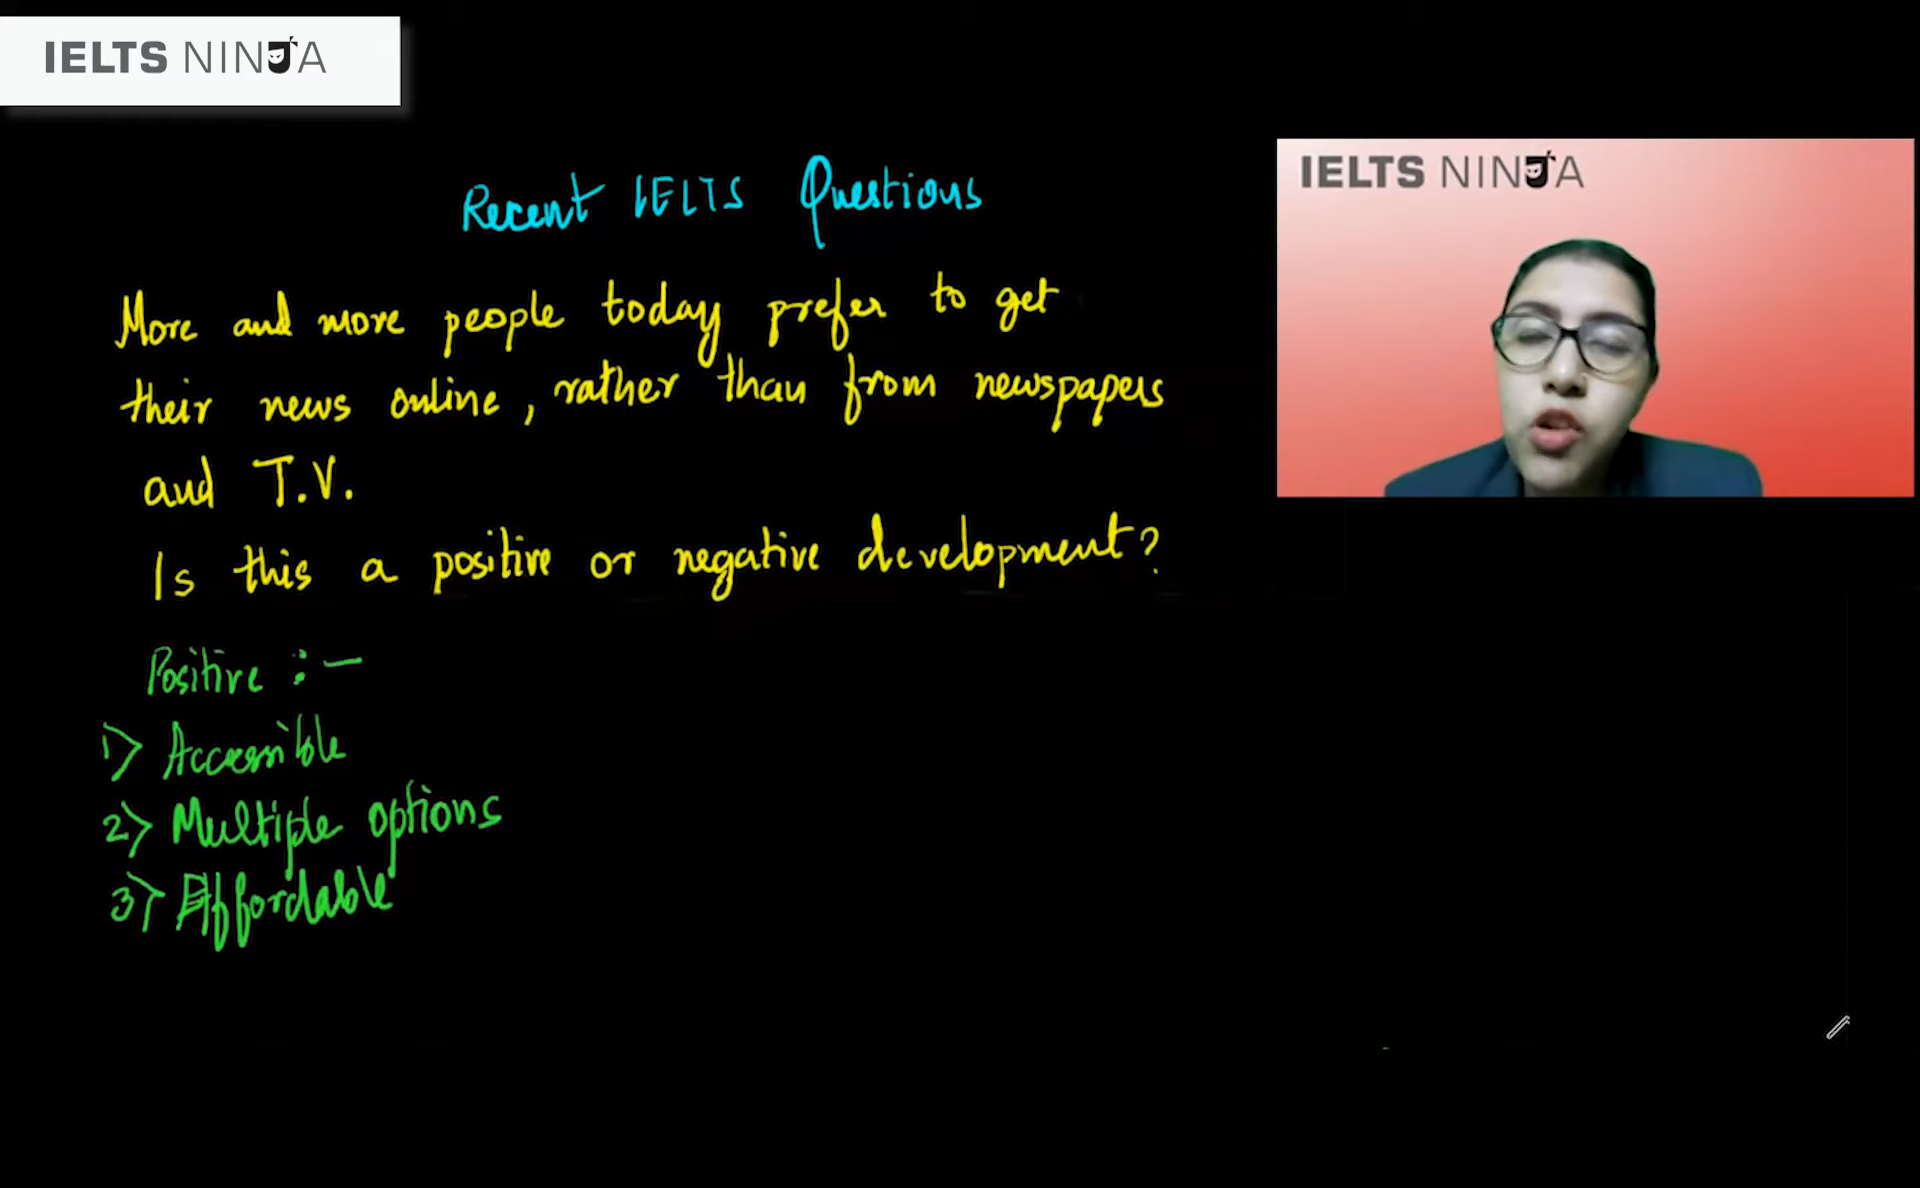 IELTS NINJA
Recent IELTS Questions
IELTS NINJA
More and more people today prefer to get
their news online, rather than from newspapers
and T.V.
Is this a positive or negative development?
Positive :-
1) Accessible
2) Multiple options
3) Affordable